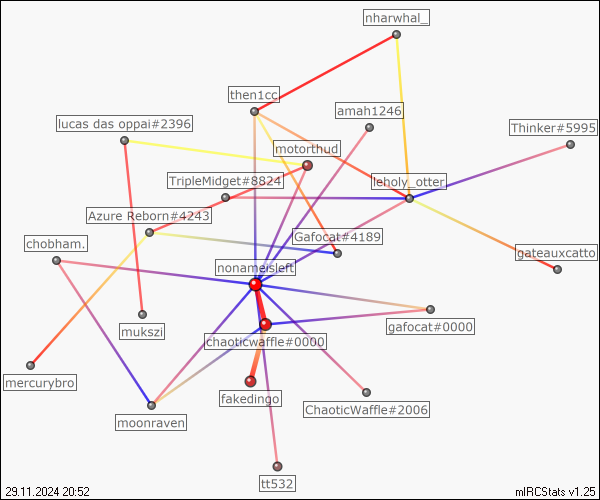 nharwhal_
then1cc
amah1246
lucas das oppai#2396
Thinker#5995
motorthud
TripleMidget#8824
leholy_otter
Azure Reborn#4243
chobham.
Gafocat#4189
gateauxcatto
nonameisleft
mukszi
chaoticwaffle#0000
gafocat#0000
mercurybro
fakedingo
ChaoticWaffle#2006
moonraven
tt532
29.11.2024 20:52
mIRCStats v1.25